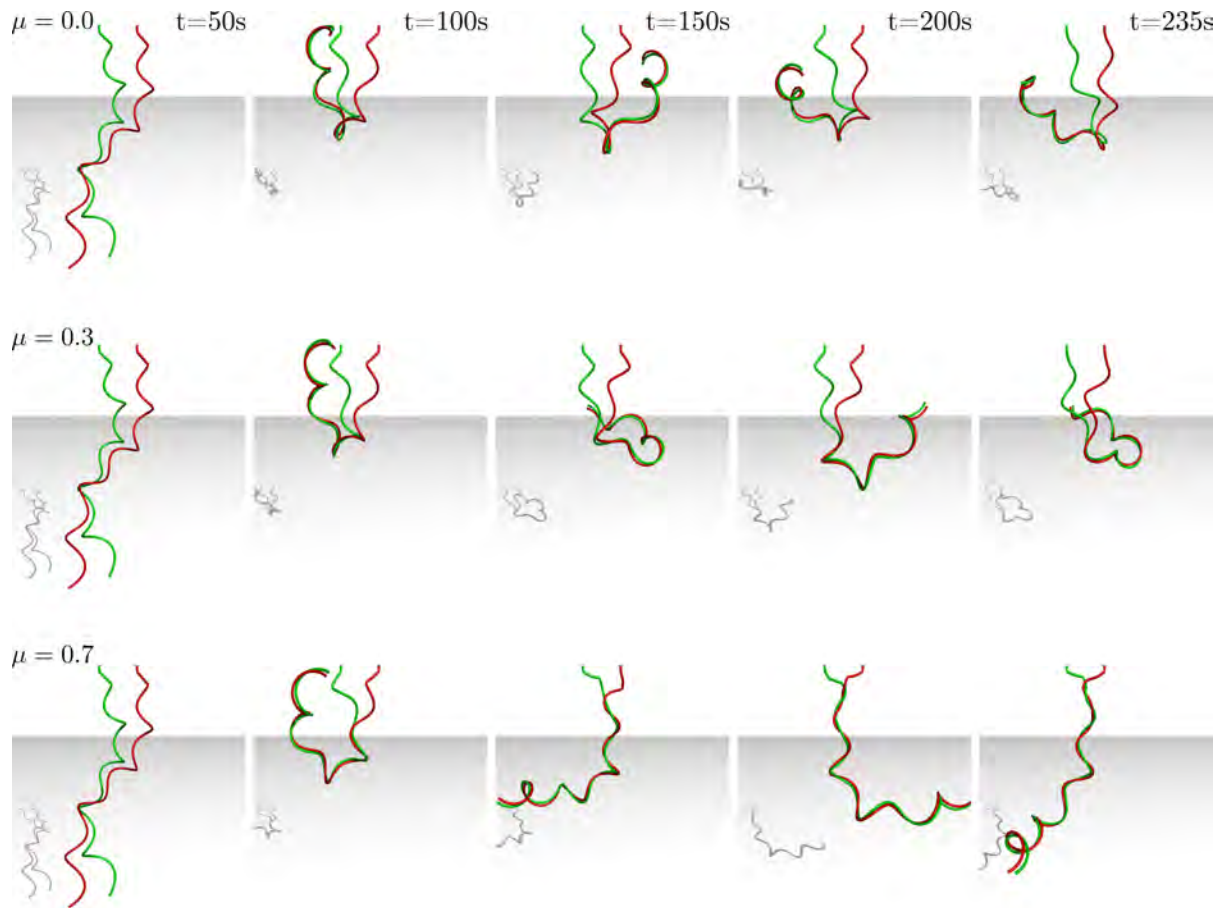 μ = 0.0 t=50s t=100s t=150s t=200s t=235s
μ = 0.3
μ = 0.7